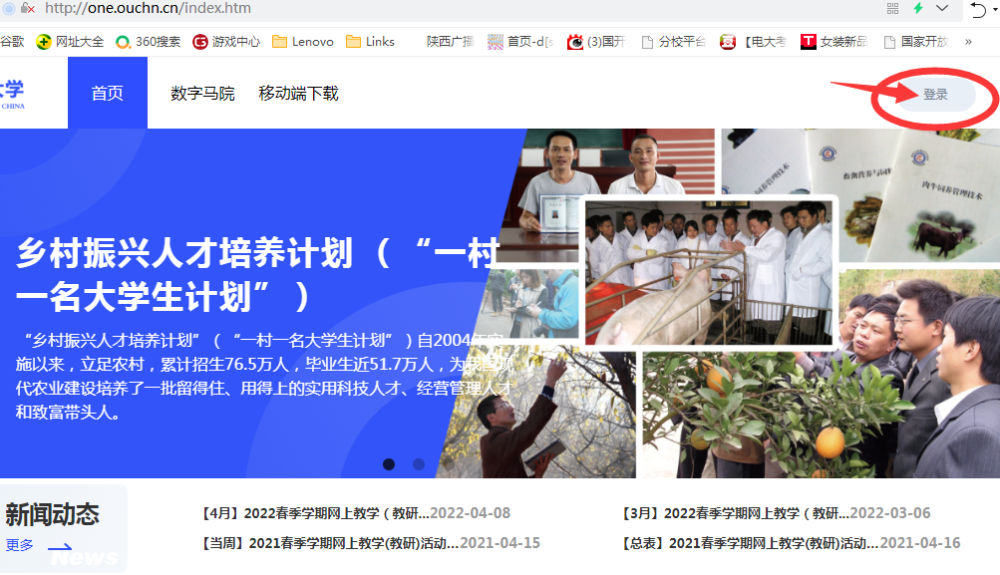 http://one.ouchn.cn/index.htm
谷歌 网址大全 360搜索 游戏中心 Lenovo Links 陕西广播 首页-d[s (3)国开 分校平台 【电大考 女装新品 国家开放 »
大学
CHINA
首页 数字马院 移动端下载 登录
乡村振兴人才培养计划（“一村
一名大学生计划”）
“乡村振兴人才培养计划”（“一村一名大学生计划”）自2004年实
施以来，立足农村，累计招生76.5万人，毕业生近51.7万人，为我国现
代农业建设培养了一批留得住、用得上的实用科技人才、经营管理人才
和致富带头人。
肉牛饲养管理技术
新闻动态
更多
News
【4月】2022春季学期网上教学（教研...2022-04-08
【3月】2022春季学期网上教学（教研...2022-03-06
【当周】2021春季学期网上教学(教研)活动...2021-04-15
【总表】2021春季学期网上教学(教研)活动...2021-04-16